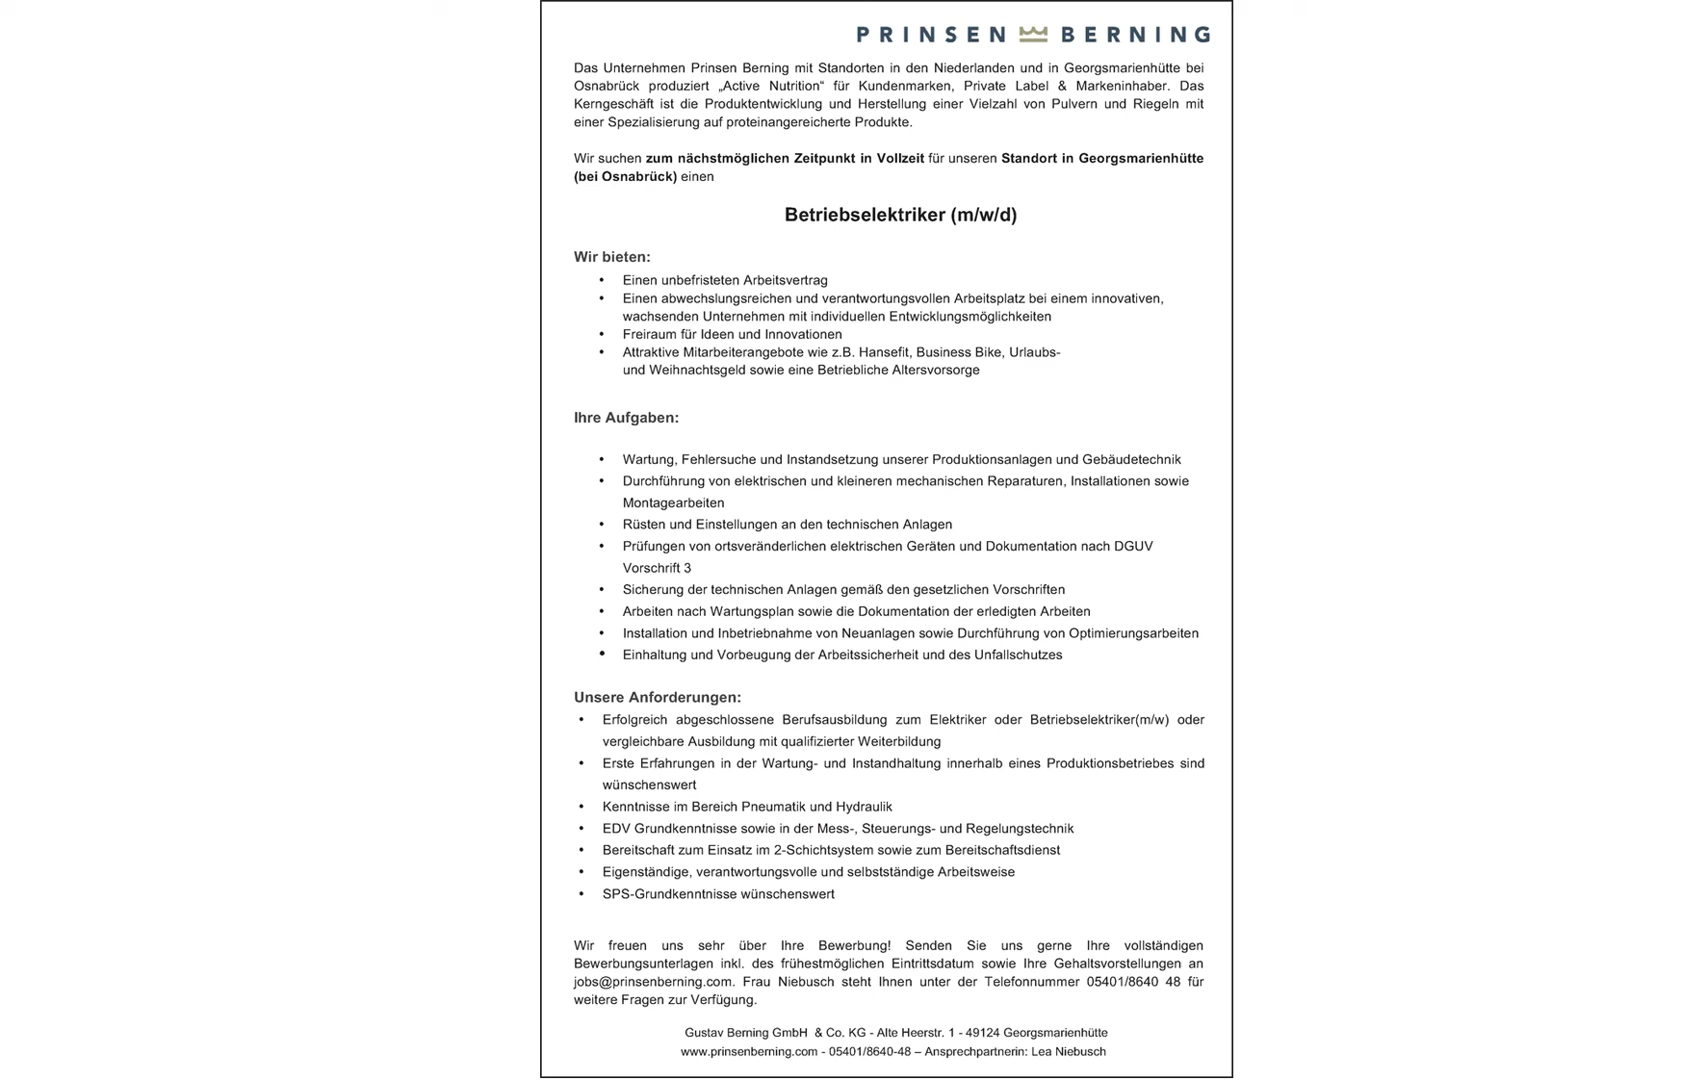 PRINSEN BERNING
Das Unternehmen Prinsen Berning mit Standorten in den Niederlanden und in Georgsmarienhütte bei
Osnabrück produziert „Active Nutrition“ für Kundenmarken, Private Label & Markeninhaber. Das
Kerngeschäft ist die Produktentwicklung und Herstellung einer Vielzahl von Pulvern und Riegeln mit
einer Spezialisierung auf proteinangereicherte Produkte.
Wir suchen zum nächstmöglichen Zeitpunkt in Vollzeit für unseren Standort in Georgsmarienhütte
(bei Osnabrück) einen
Betriebselektriker (m/w/d)
Wir bieten:
• Einen unbefristeten Arbeitsvertrag
• Einen abwechslungsreichen und verantwortungsvollen Arbeitsplatz bei einem innovativen,
wachsenden Unternehmen mit individuellen Entwicklungsmöglichkeiten
• Freiraum für Ideen und Innovationen
• Attraktive Mitarbeiterangebote wie z.B. Hansefit, Business Bike, Urlaubs-
und Weihnachtsgeld sowie eine Betriebliche Altersvorsorge
Ihre Aufgaben:
• Wartung, Fehlersuche und Instandsetzung unserer Produktionsanlagen und Gebäudetechnik
• Durchführung von elektrischen und kleineren mechanischen Reparaturen, Installationen sowie
Montagearbeiten
• Rüsten und Einstellungen an den technischen Anlagen
• Prüfungen von ortsveränderlichen elektrischen Geräten und Dokumentation nach DGUV
Vorschrift 3
• Sicherung der technischen Anlagen gemäß den gesetzlichen Vorschriften
• Arbeiten nach Wartungsplan sowie die Dokumentation der erledigten Arbeiten
• Installation und Inbetriebnahme von Neuanlagen sowie Durchführung von Optimierungsarbeiten
• Einhaltung und Vorbeugung der Arbeitssicherheit und des Unfallschutzes
Unsere Anforderungen:
• Erfolgreich abgeschlossene Berufsausbildung zum Elektriker oder Betriebselektriker(m/w) oder
vergleichbare Ausbildung mit qualifizierter Weiterbildung
• Erste Erfahrungen in der Wartung- und Instandhaltung innerhalb eines Produktionsbetriebes sind
wünschenswert
• Kenntnisse im Bereich Pneumatik und Hydraulik
• EDV Grundkenntnisse sowie in der Mess-, Steuerungs- und Regelungstechnik
• Bereitschaft zum Einsatz im 2-Schichtsystem sowie zum Bereitschaftsdienst
• Eigenständige, verantwortungsvolle und selbstständige Arbeitsweise
• SPS-Grundkenntnisse wünschenswert
Wir freuen uns sehr über Ihre Bewerbung! Senden Sie uns gerne Ihre vollständigen
Bewerbungsunterlagen inkl. des frühestmöglichen Eintrittsdatum sowie Ihre Gehaltsvorstellungen an
jobs@prinsenberning.com. Frau Niebusch steht Ihnen unter der Telefonnummer 05401/8640 48 für
weitere Fragen zur Verfügung.
Gustav Berning GmbH & Co. KG - Alte Heerstr. 1 - 49124 Georgsmarienhütte
www.prinsenberning.com - 05401/8640-48 – Ansprechpartnerin: Lea Niebusch